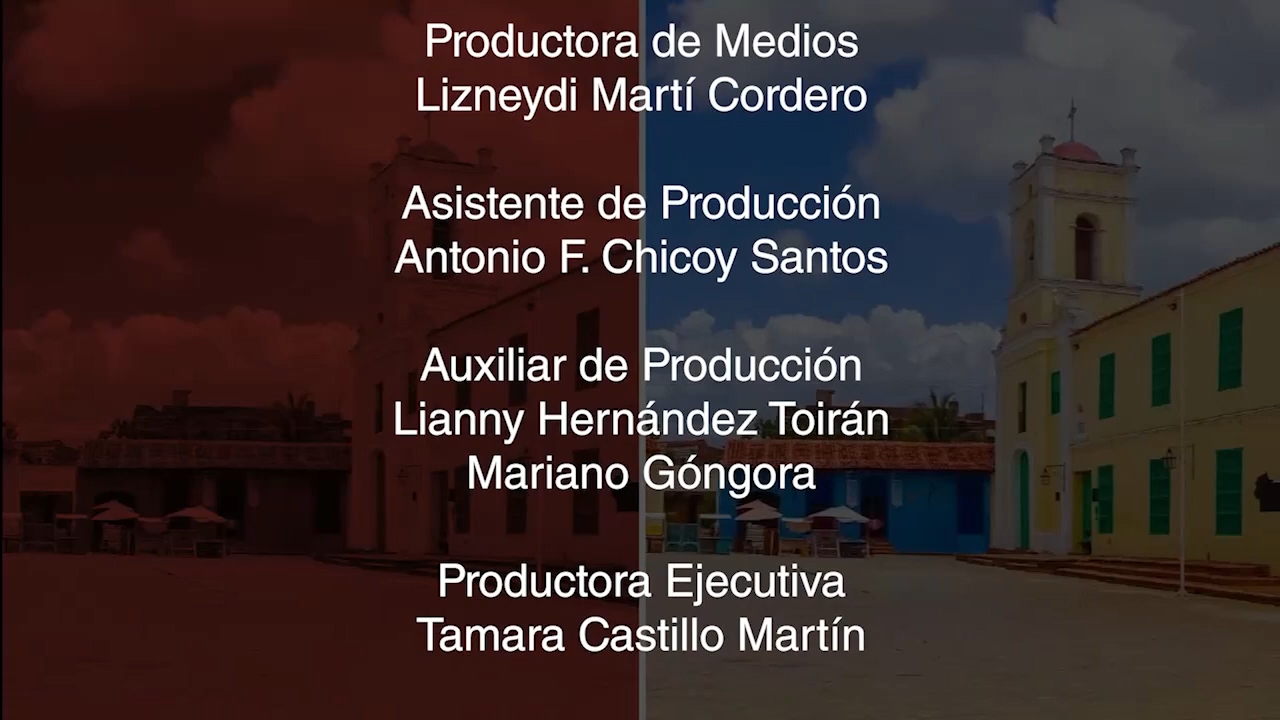 Productora de Medios
Lizneydi Martí Cordero
Asistente de Producción
Antonio F. Chicoy Santos
Auxiliar de Producción
Lianny Hernández Toirán
Mariano Góngora
Productora Ejecutiva
Tamara Castillo Martín